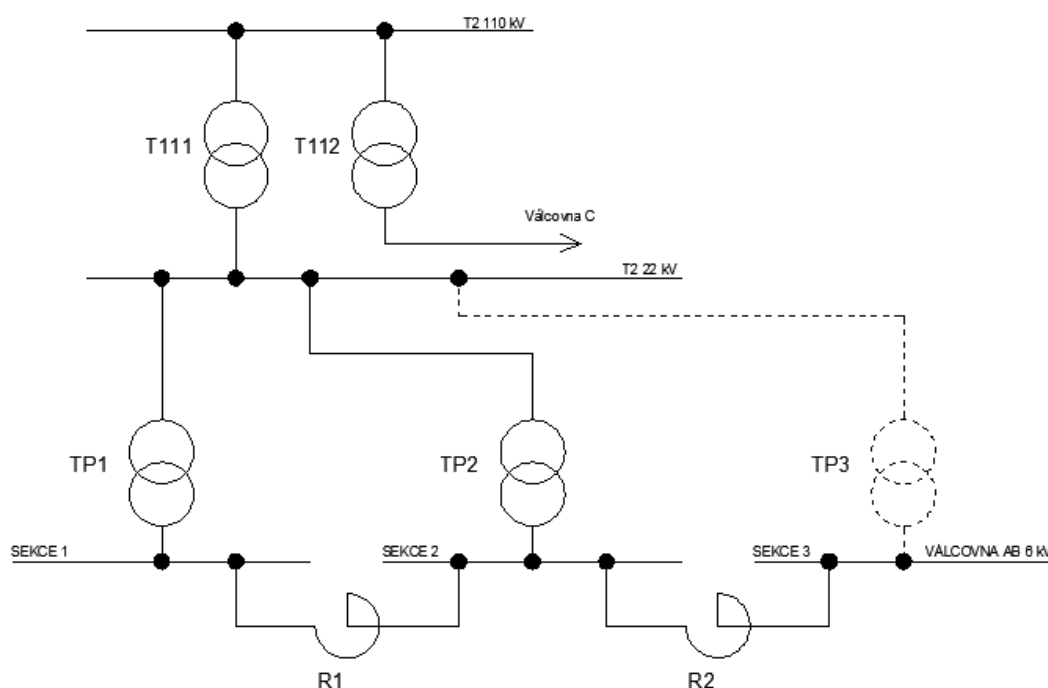 T2 110 kV
T111
T112
Válcovna C
T2 22 kV
TP1
TP2
TP3
SEKCE 1
SEKCE 2
SEKCE 3
VÁLCOVNA AB 6 kV
R1
R2